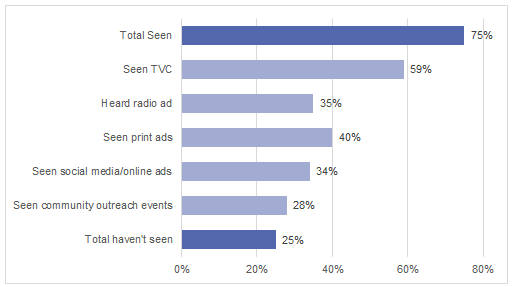 Total Seen
75%
Seen TVC
59%
Heard radio ad
35%
Seen print ads
40%
Seen social media/online ads
34%
Seen community outreach events
28%
Total haven't seen
25%
0%
20%
40%
60%
80%